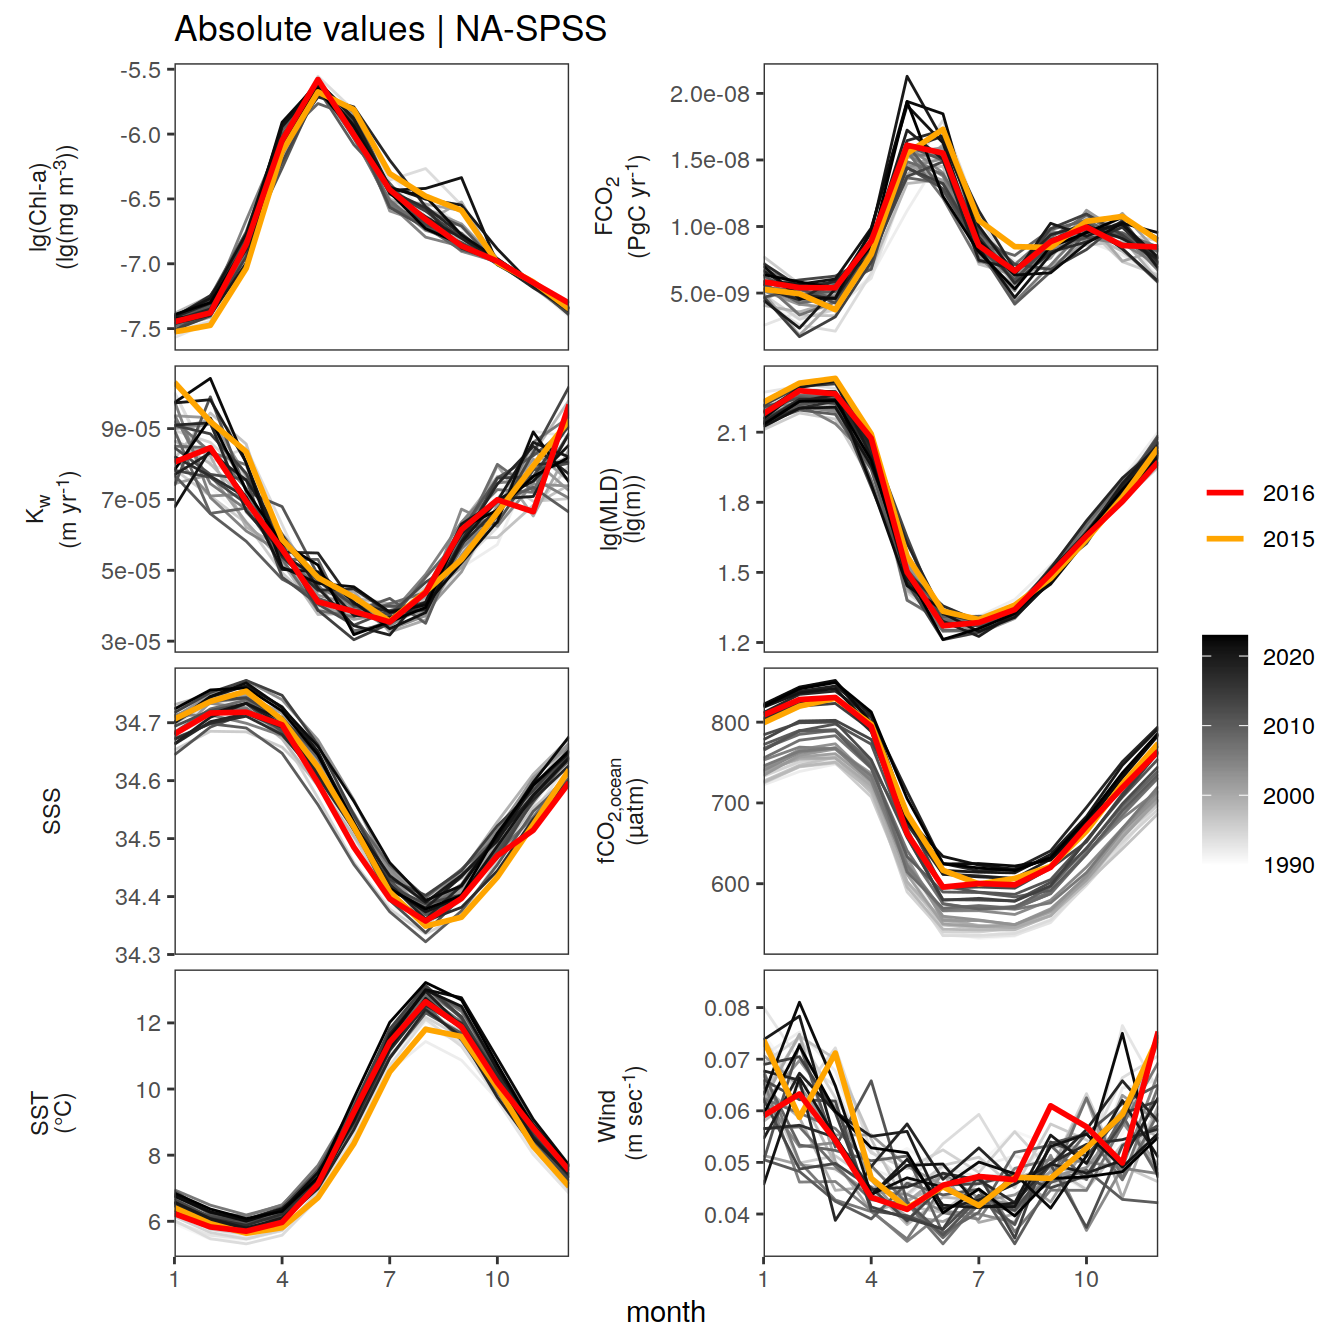 Absolute values | NA-SPSS
lg(Chl-a)
(lg(mg m⁻³))
-5.5
-6.0
-6.5
-7.0
-7.5
FCO₂
(PgC yr⁻¹)
2.0e-08
1.5e-08
1.0e-08
5.0e-09
Kw
(m yr⁻¹)
9e-05
7e-05
5e-05
3e-05
lg(MLD)
(lg(m))
2.1
1.8
1.5
1.2
SSS
34.7
34.6
34.5
34.4
34.3
fCO2,ocean
(µatm)
800
700
600
SST
(°C)
12
10
8
6
Wind
(m sec⁻¹)
0.08
0.07
0.06
0.05
0.04
1 4 7 10
1 4 7 10
month
2016
2015
2020
2010
2000
1990